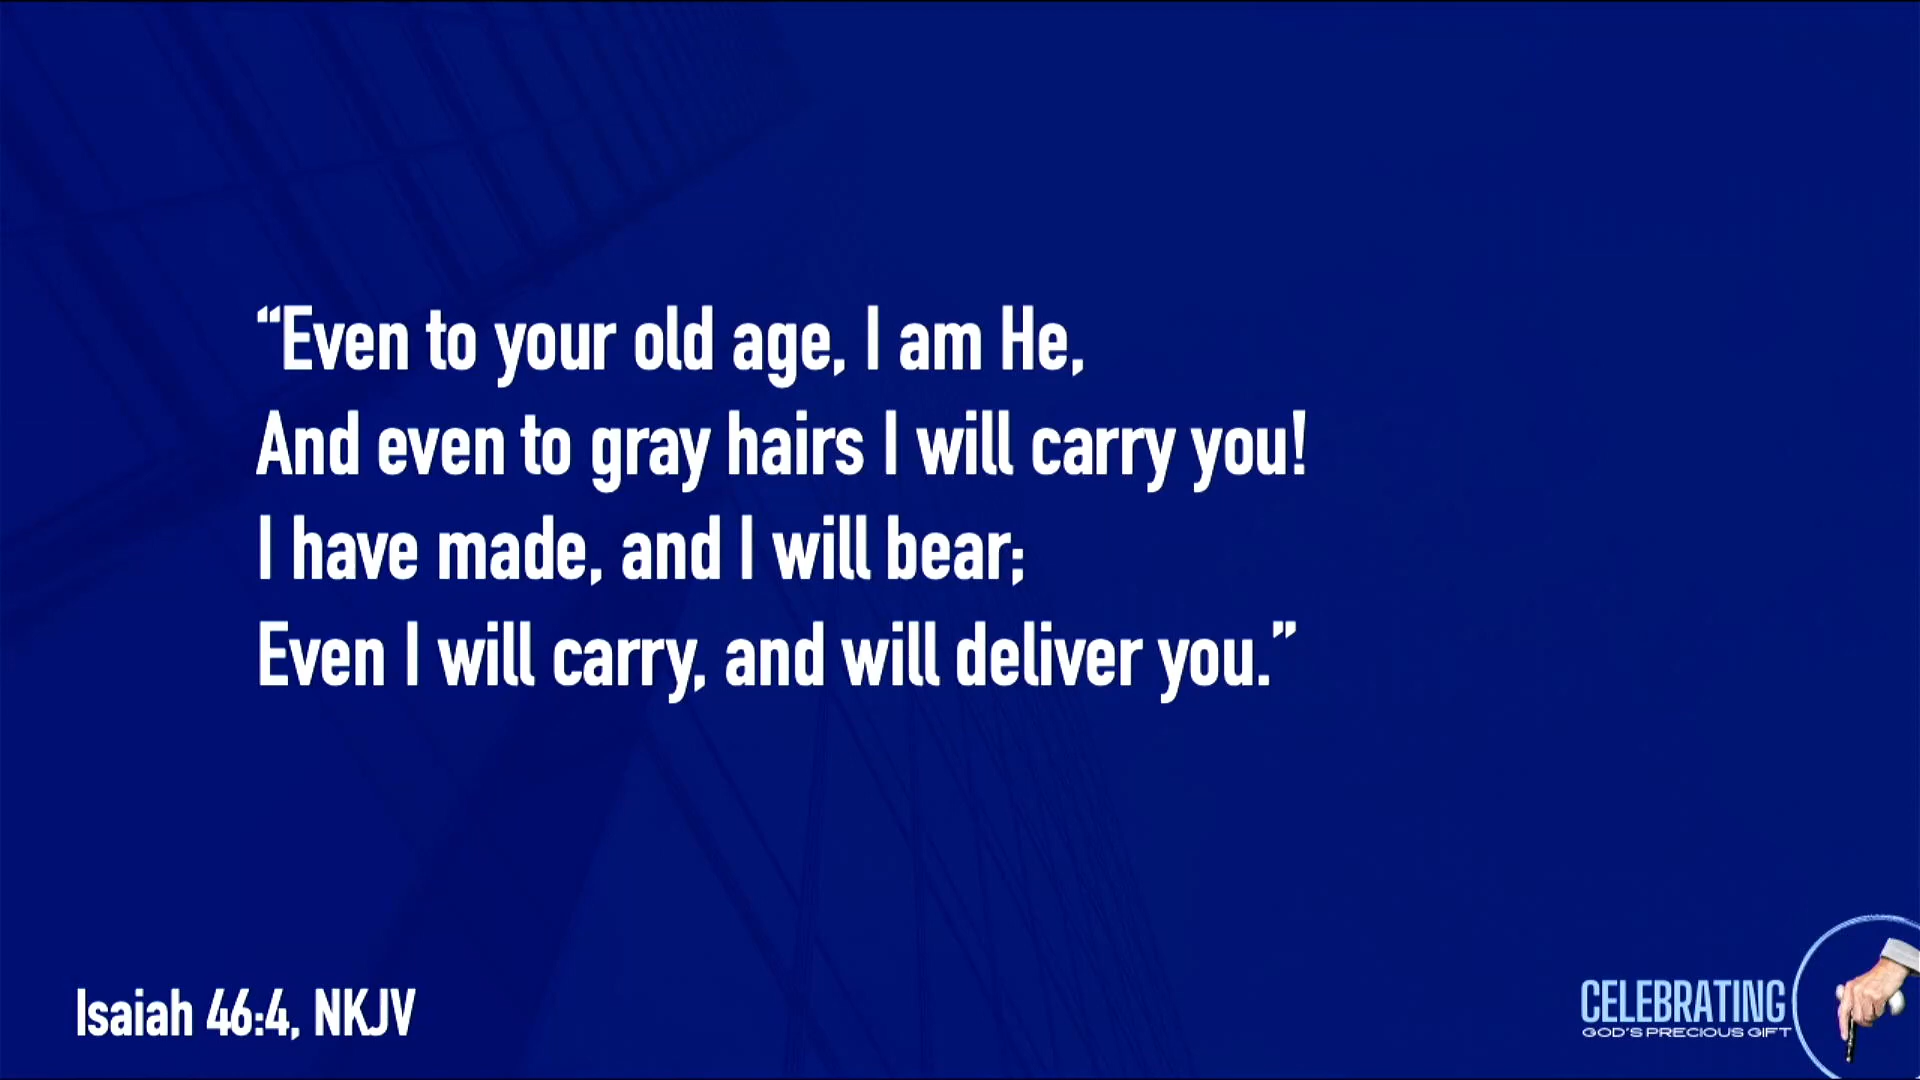 “Even to your old age, I am He,
And even to gray hairs I will carry you!
I have made, and I will bear;
Even I will carry, and will deliver you.”
Isaiah 46:4, NKJV
CELEBRATING
GOD'S PRECIOUS GIFT